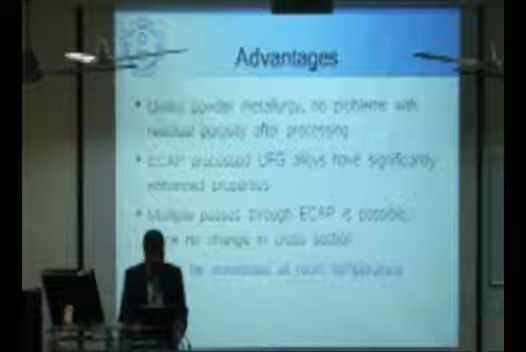 Advantages
• Unlike powder metallurgy, no problems with
residual porosity after processing
• ECAP processed UFG alloys have significantly
enhanced properties
• Multiple passes through ECAP is possible,
no change in cross section
be conducted at room temperature